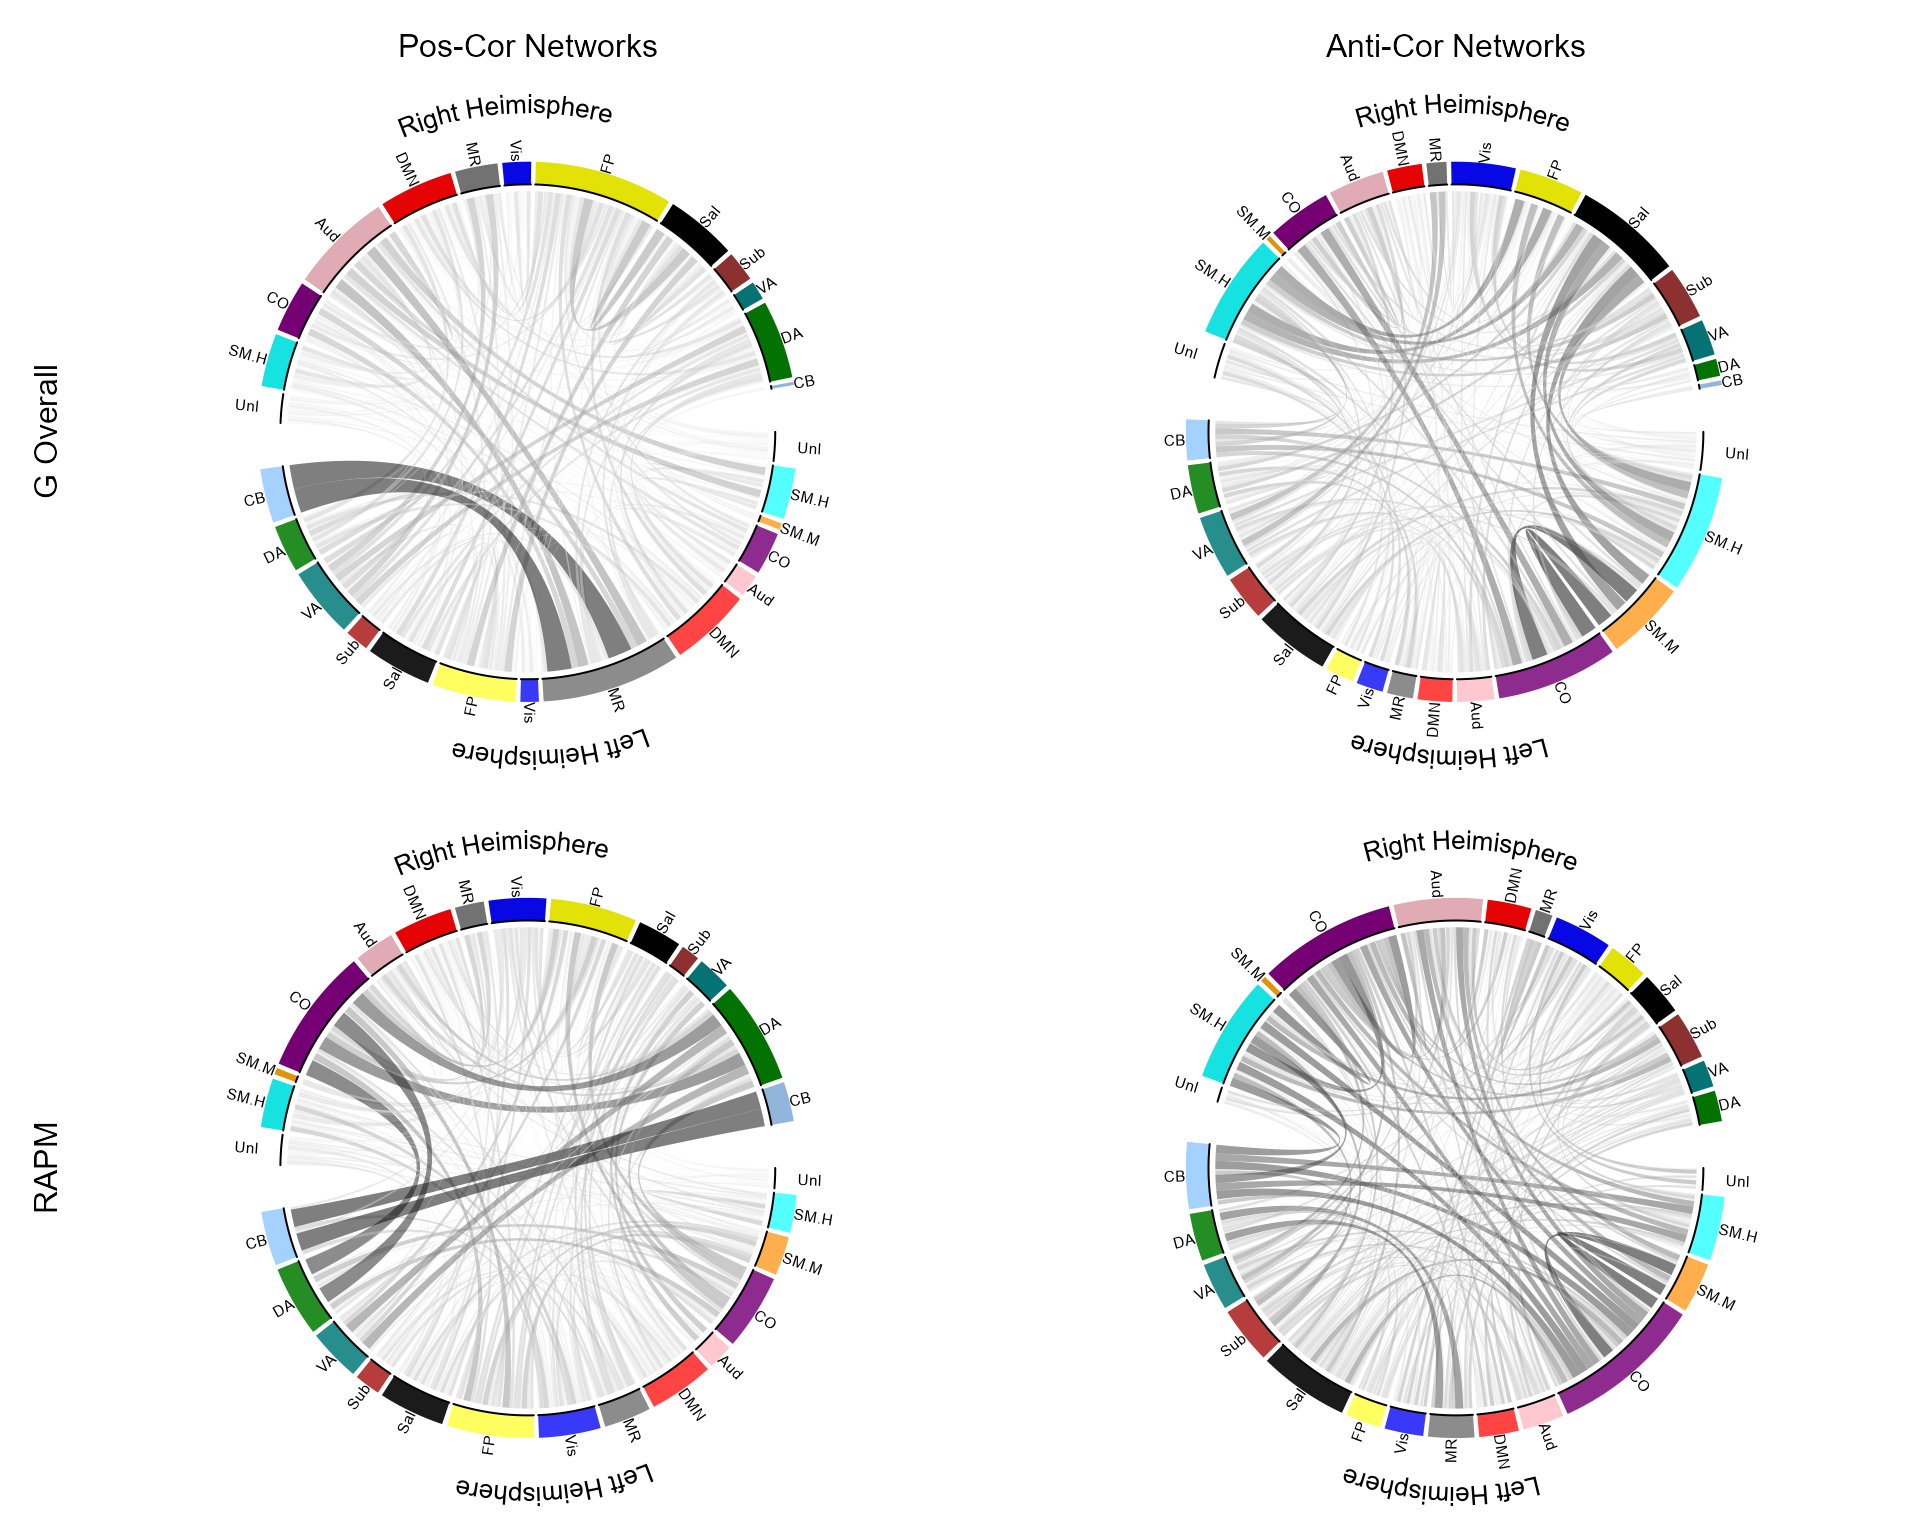 Pos-Cor Networks
Anti-Cor Networks
G Overall
Right Heimisphere
DMN
MR
Vis
FP
Sal
Sub
VA
DA
CB
Aud
CO
SM.H
Unl
Unl
SM.H
SM.M
CO
Aud
DMN
MR
Vis
FP
Sal
Sub
VA
DA
CB
Left Heimisphere
Right Heimisphere
Aud
DMN
MR
Vis
FP
Sal
Sub
VA
DA
CB
CO
SM.M
SM.H
Unl
Unl
SM.H
SM.M
CO
Aud
DMN
MR
Vis
FP
Sal
Sub
VA
DA
CB
Left Heimisphere
RAPM
Right Heimisphere
Aud
DMN
MR
Vis
FP
Sal
Sub
VA
DA
CB
CO
SM.M
SM.H
Unl
Unl
SM.H
SM.M
CO
Aud
DMN
MR
Vis
FP
Sal
Sub
VA
DA
CB
Left Heimisphere
Right Heimisphere
CO
Aud
DMN
MR
Vis
FP
Sal
Sub
VA
DA
SM.M
SM.H
Unl
Unl
SM.H
SM.M
CO
Aud
DMN
MR
Vis
FP
Sal
Sub
VA
DA
CB
Left Heimisphere